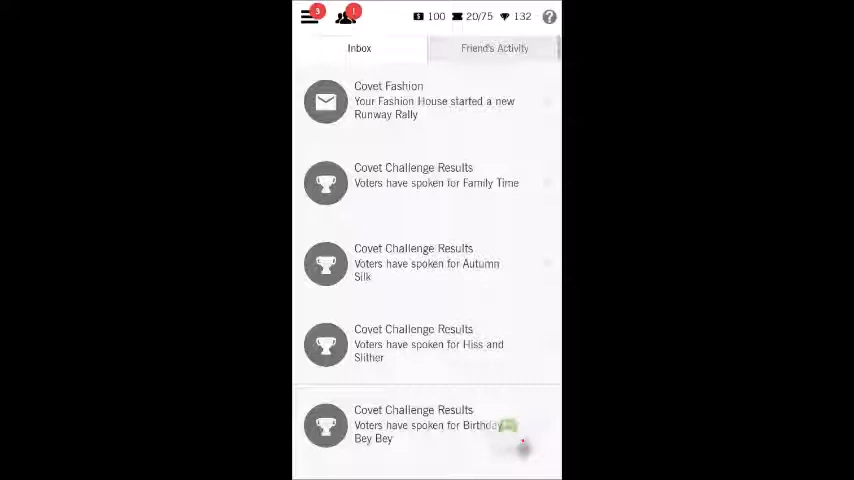 3 1 $ 100 20/75 132 ?
Inbox Friend's Activity
Covet Fashion
Your Fashion House started a new
Runway Rally
Covet Challenge Results
Voters have spoken for Family Time
Covet Challenge Results
Voters have spoken for Autumn
Silk
Covet Challenge Results
Voters have spoken for Hiss and
Slither
Covet Challenge Results
Voters have spoken for Birthday
Bey Bey